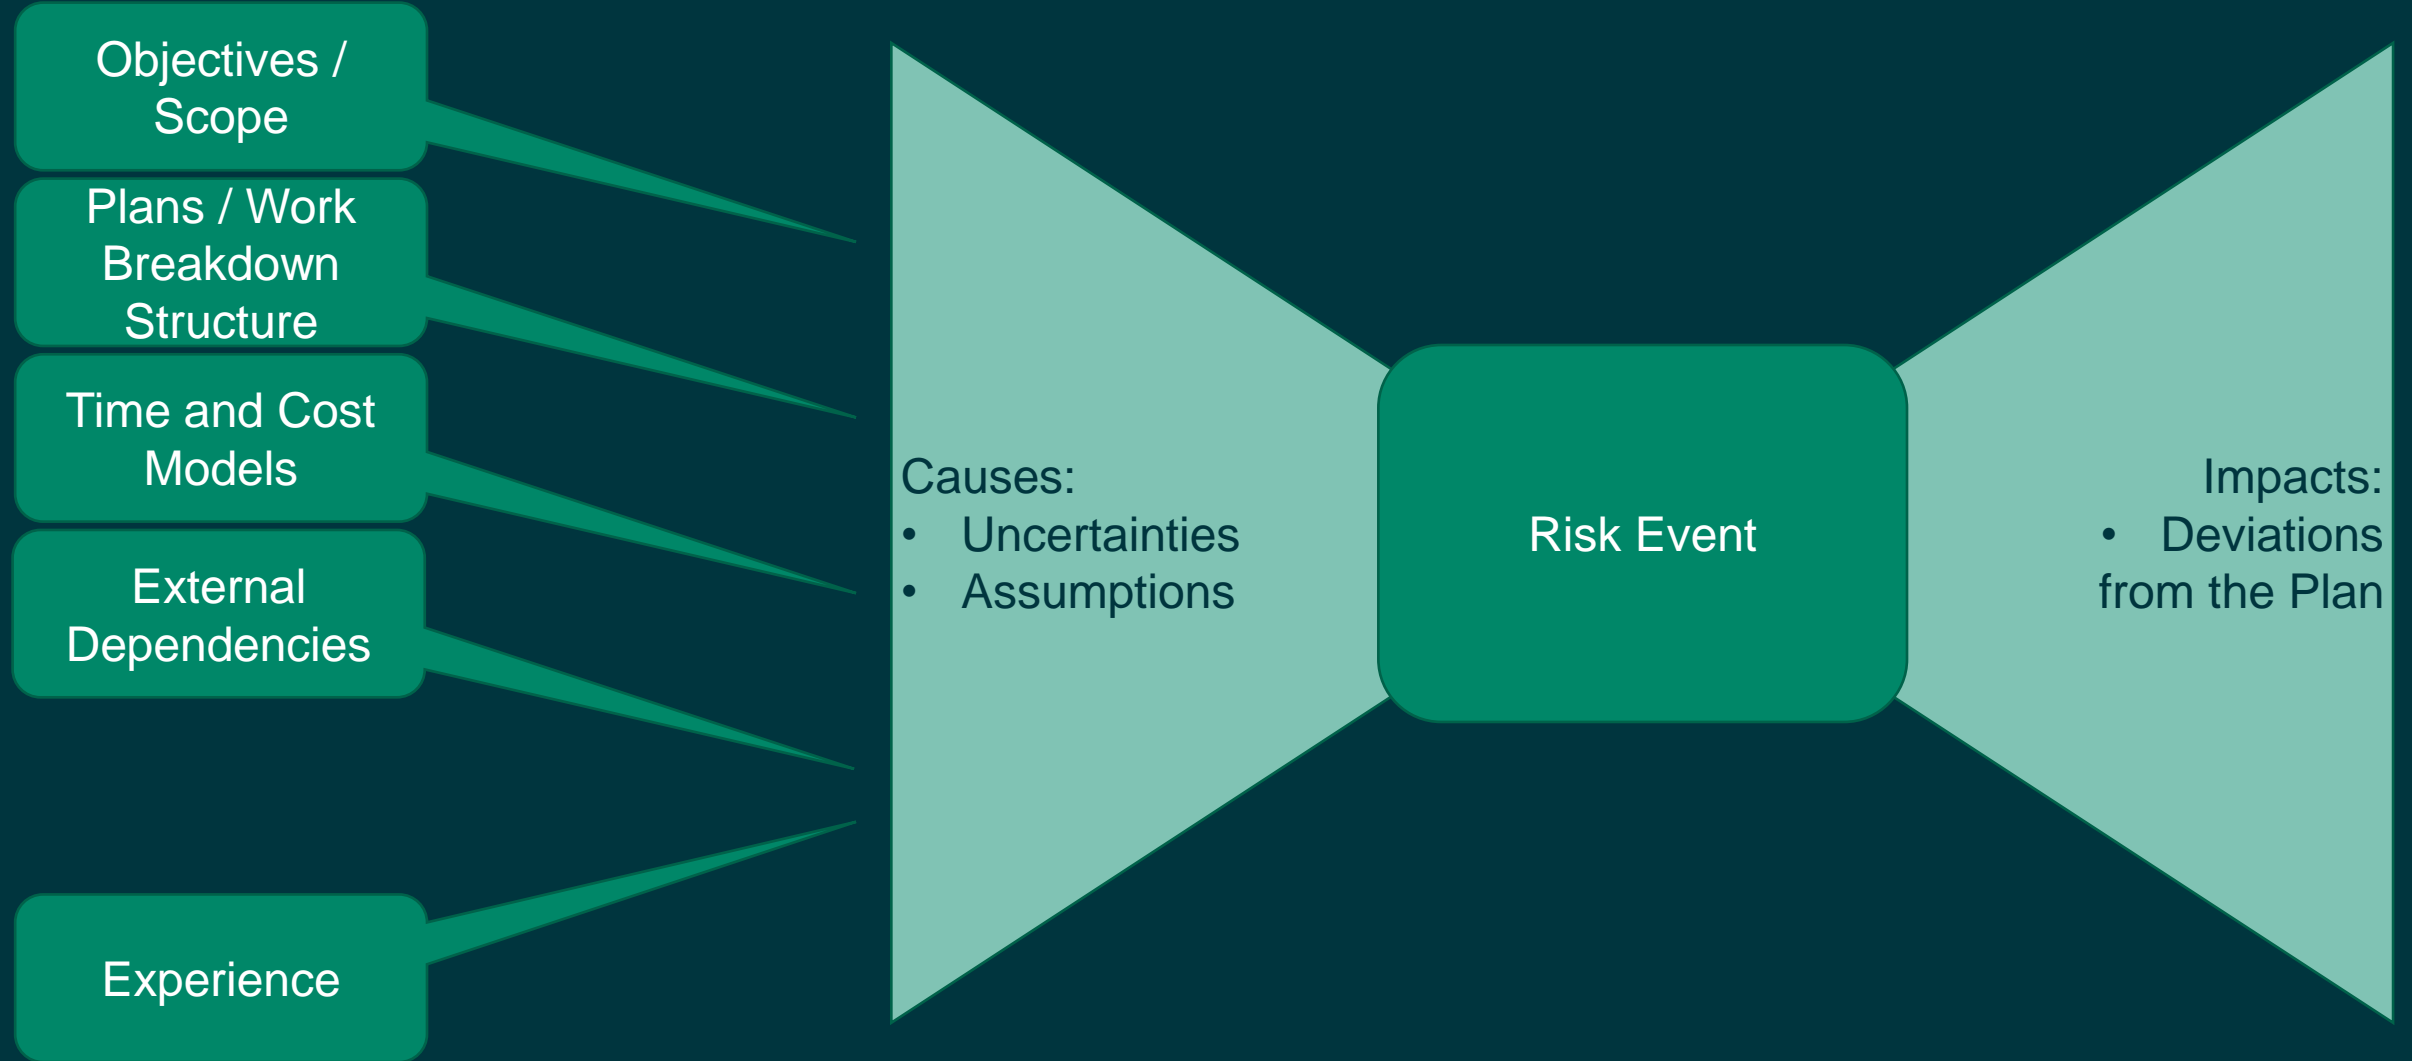 Objectives /
Scope
Plans / Work
Breakdown
Structure
Time and Cost
Models
External
Dependencies
Experience
Causes:
• Uncertainties
• Assumptions
Risk Event
Impacts:
• Deviations
from the Plan